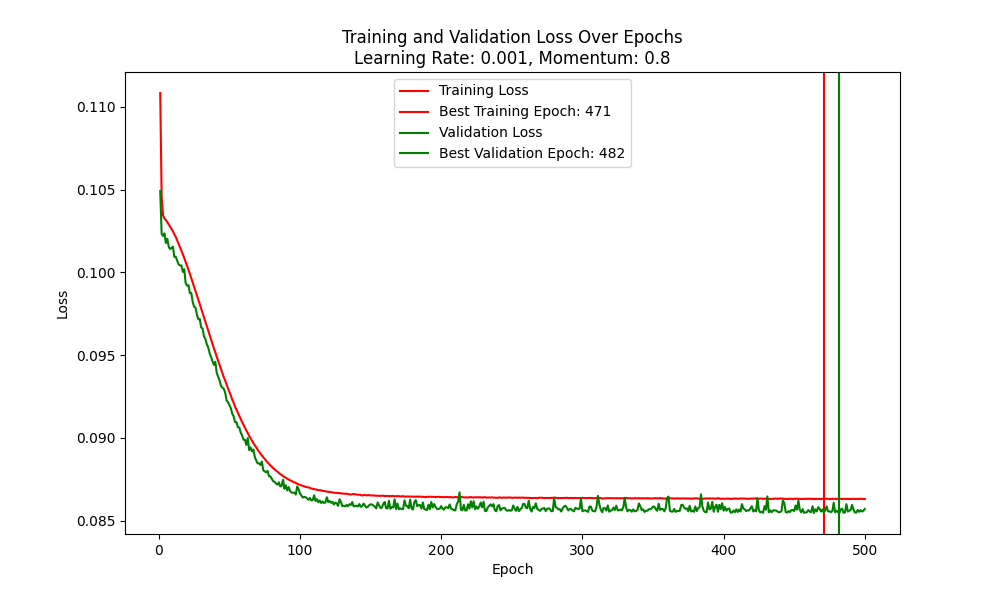 Training and Validation Loss Over Epochs
Learning Rate: 0.001, Momentum: 0.8
Training Loss
Best Training Epoch: 471
Validation Loss
Best Validation Epoch: 482
0.110
0.105
0.100
0.095
0.090
0.085
Loss
0 100 200 300 400 500
Epoch